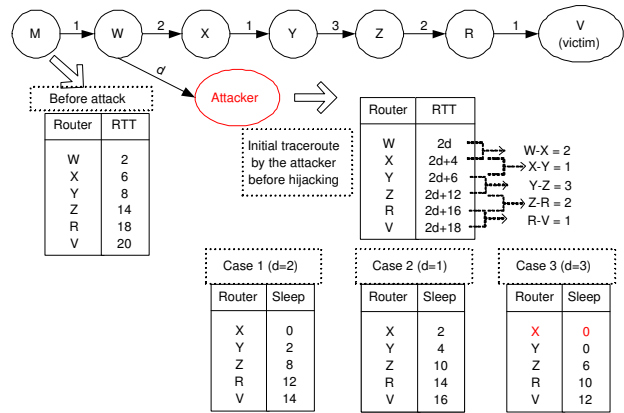 M 1 W 2 X 1 Y 3 Z 2 R 1 V
(victim)
d
Attacker
Before attack
Router RTT
W 2
X 6
Y 8
Z 14
R 18
V 20
Initial traceroute
by the attacker
before hijacking
Router RTT
W 2d
X 2d+4
Y 2d+6
Z 2d+12
R 2d+16
V 2d+18
W-X = 2
X-Y = 1
Y-Z = 3
Z-R = 2
R-V = 1
Case 1 (d=2)
Router Sleep
X 0
Y 2
Z 8
R 12
V 14
Case 2 (d=1)
Router Sleep
X 2
Y 4
Z 10
R 14
V 16
Case 3 (d=3)
Router Sleep
X 0
Y 0
Z 6
R 10
V 12